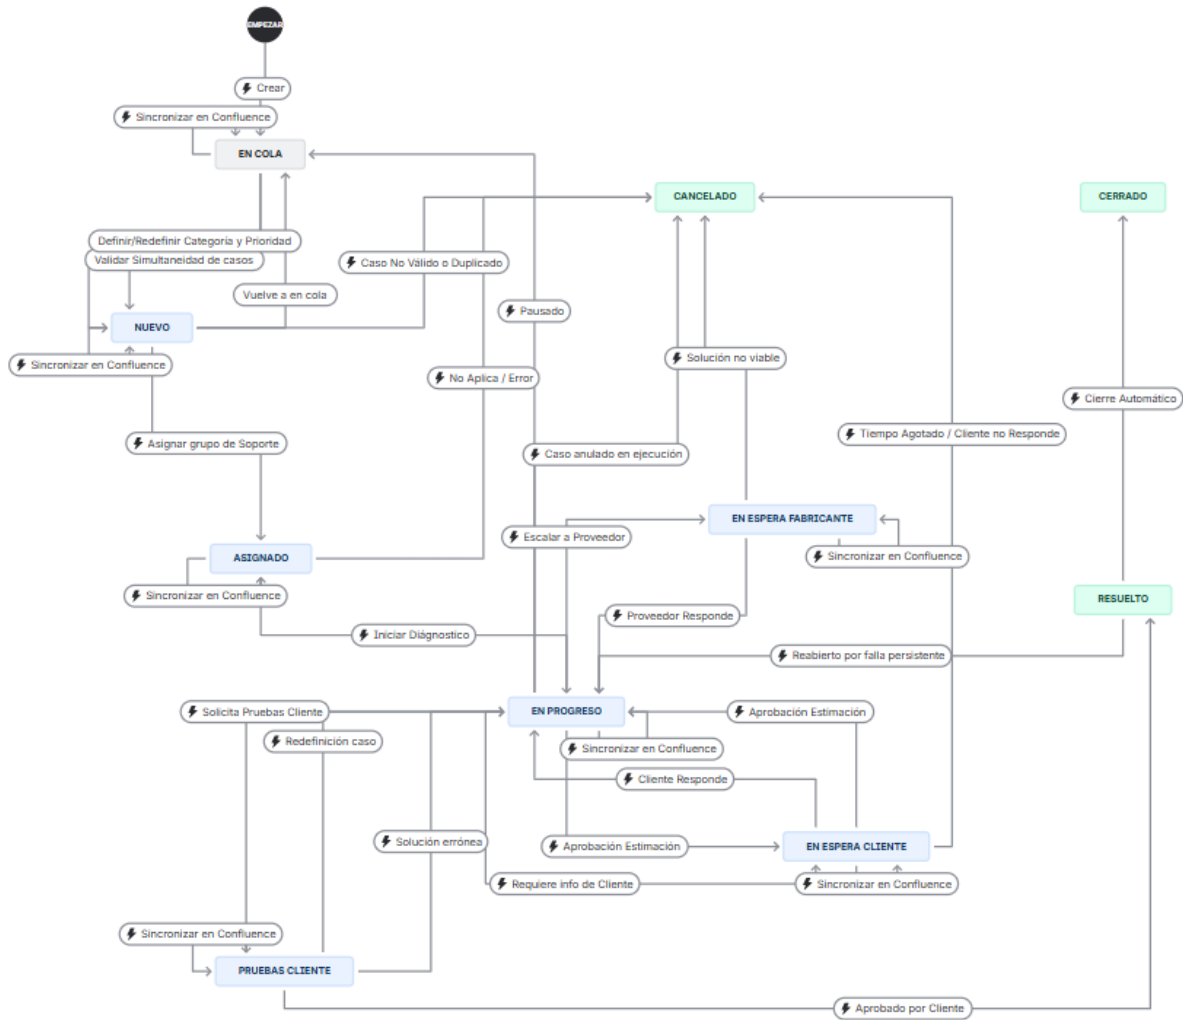 EMPEZAR
Crear
Sincronizar en Confluence
EN COLA
CANCELADO
CERRADO
Definir/Redefinir Categoria y Prioridad
Validar Simultaneidad de casos
Caso No Válido o Duplicado
Vuelve a en cola
Pausado
NUEVO
Sincronizar en Confluence
Solución no viable
No Aplica / Error
Cierre Automático
Asignar grupo de Soporte
Caso anulado en ejecución
Tiempo Agotado / Cliente no Responde
EN ESPERA FABRICANTE
Escalar a Proveedor
ASIGNADO
Sincronizar en Confluence
Sincronizar en Confluence
RESUELTO
Proveedor Responde
Iniciar Diágnostico
Reabierto por falla persistente
Solicita Pruebas Cliente
EN PROGRESO
Aprobación Estimación
Redefinición caso
Sincronizar en Confluence
Cliente Responde
Solución errónea
Aprobación Estimación
EN ESPERA CLIENTE
Requiere info de Cliente
Sincronizar en Confluence
Sincronizar en Confluence
PRUEBAS CLIENTE
Aprobado por Cliente